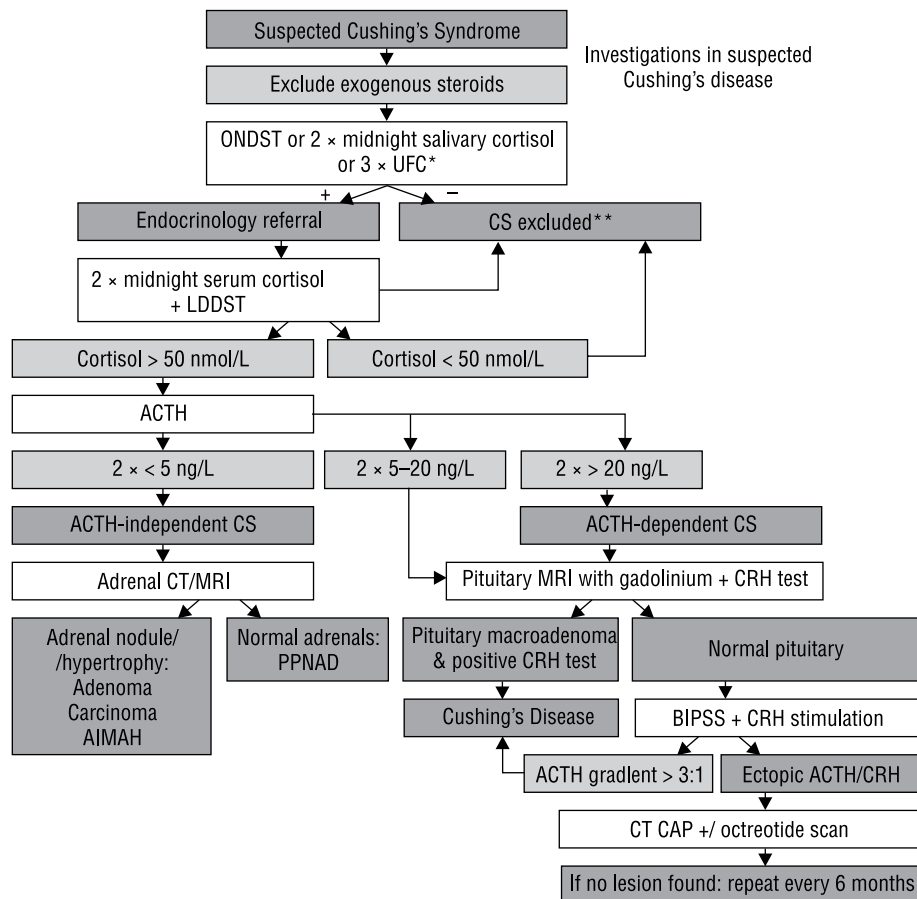 Suspected Cushing's Syndrome
Investigations in suspected
Cushing's disease
Exclude exogenous steroids
ONDST or 2 × midnight salivary cortisol
or 3 × UFC*
+
−
Endocrinology referral
CS excluded**
2 × midnight serum cortisol
+ LDDST
Cortisol > 50 nmol/L
Cortisol < 50 nmol/L
ACTH
2 × < 5 ng/L
2 × 5–20 ng/L
2 × > 20 ng/L
ACTH-independent CS
ACTH-dependent CS
Adrenal CT/MRI
Pituitary MRI with gadolinium + CRH test
Adrenal nodule/
/hypertrophy:
Adenoma
Carcinoma
AIMAH
Normal adrenals:
PPNAD
Pituitary macroadenoma
& positive CRH test
Normal pituitary
Cushing's Disease
BIPSS + CRH stimulation
ACTH gradlent > 3:1
Ectopic ACTH/CRH
CT CAP +/ octreotide scan
If no lesion found: repeat every 6 months